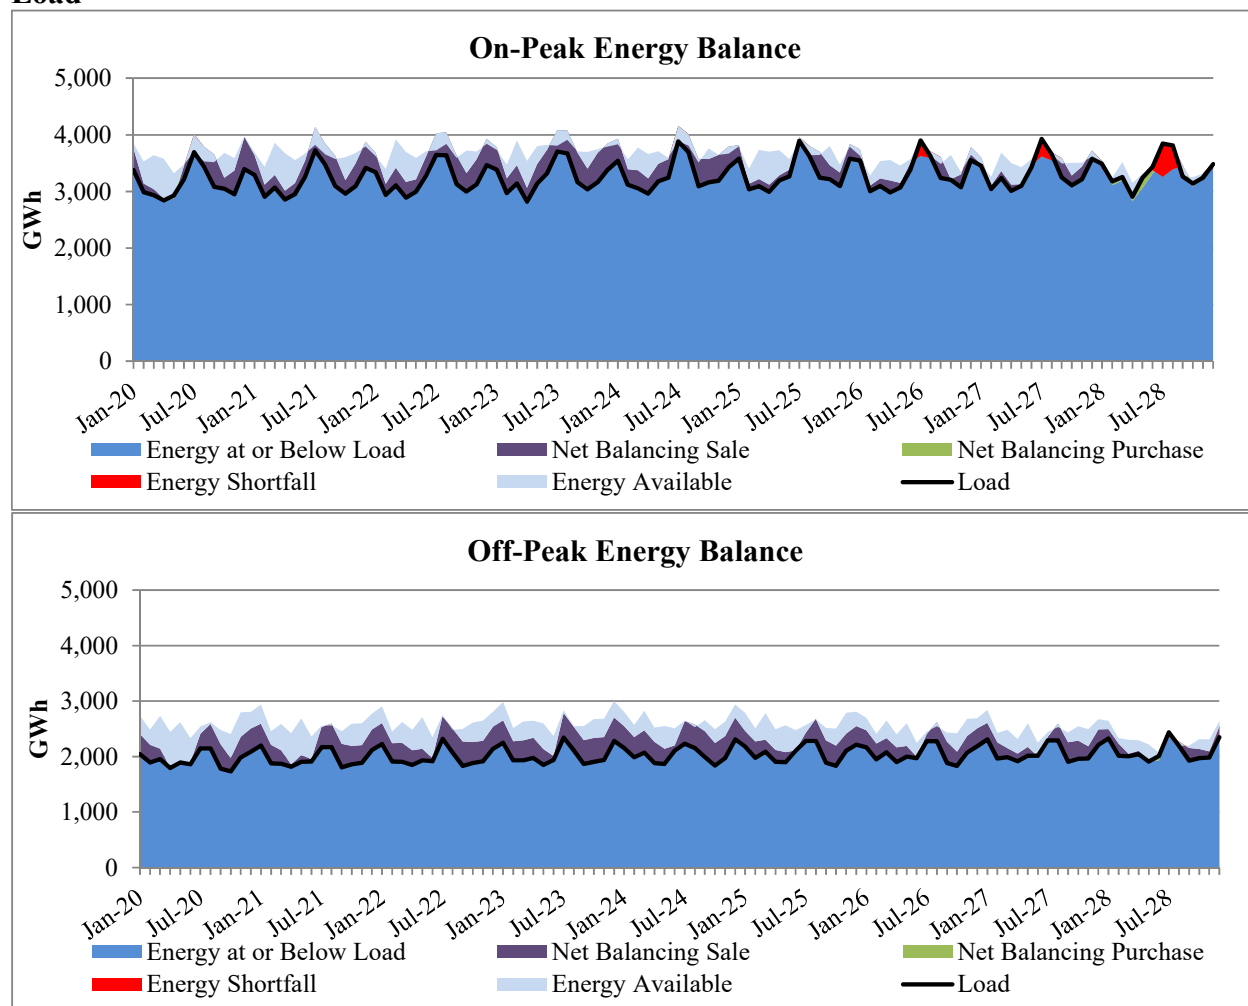 Load
On-Peak Energy Balance
5,000
4,000
3,000
2,000
1,000
0
GWh
Jan-20 Jul-20 Jan-21 Jul-21 Jan-22 Jul-22 Jan-23 Jul-23 Jan-24 Jul-24 Jan-25 Jul-25 Jan-26 Jul-26 Jan-27 Jul-27 Jan-28 Jul-28
Energy at or Below Load Net Balancing Sale Net Balancing Purchase
Energy Shortfall Energy Available Load
Off-Peak Energy Balance
5,000
4,000
3,000
2,000
1,000
0
GWh
Jan-20 Jul-20 Jan-21 Jul-21 Jan-22 Jul-22 Jan-23 Jul-23 Jan-24 Jul-24 Jan-25 Jul-25 Jan-26 Jul-26 Jan-27 Jul-27 Jan-28 Jul-28
Energy at or Below Load Net Balancing Sale Net Balancing Purchase
Energy Shortfall Energy Available Load